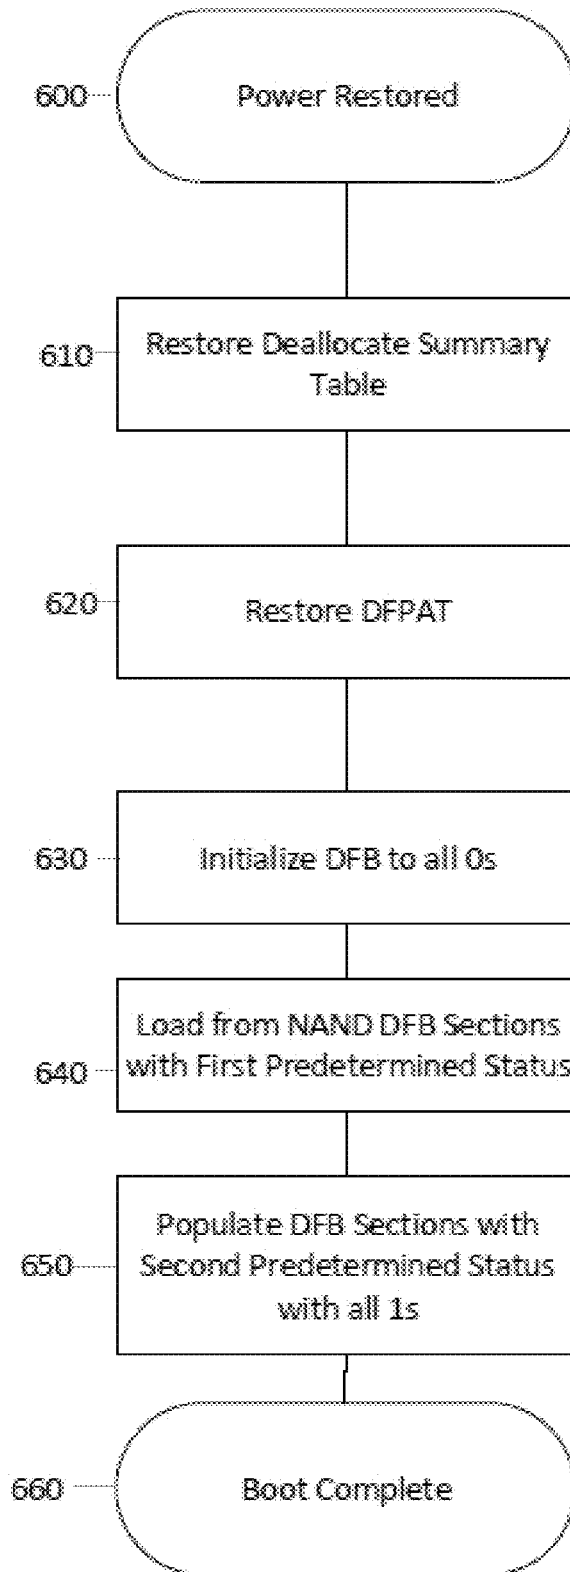 600
Power Restored
610
Restore Deallocate Summary
Table
620
Restore DFPAT
630
Initialize DFB to all 0s
640
Load from NAND DFB Sections
with First Predetermined Status
650
Populate DFB Sections with
Second Predetermined Status
with all 1s
660
Boot Complete